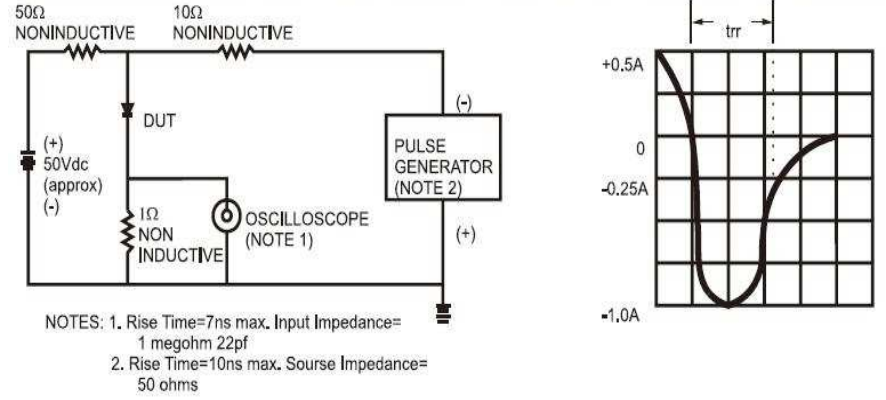 50Ω
NONINDUCTIVE
10Ω
NONINDUCTIVE
DUT
(+)
50Vdc
(approx)
(-)
1Ω
NON
INDUCTIVE
OSCILLOSCOPE
(NOTE 1)
(-)
PULSE
GENERATOR
(NOTE 2)
(+)
NOTES: 1. Rise Time=7ns max. Input Impedance=
1 megohm 22pf
2. Rise Time=10ns max. Sourse Impedance=
50 ohms
trr
+0.5A
0
-0.25A
-1.0A